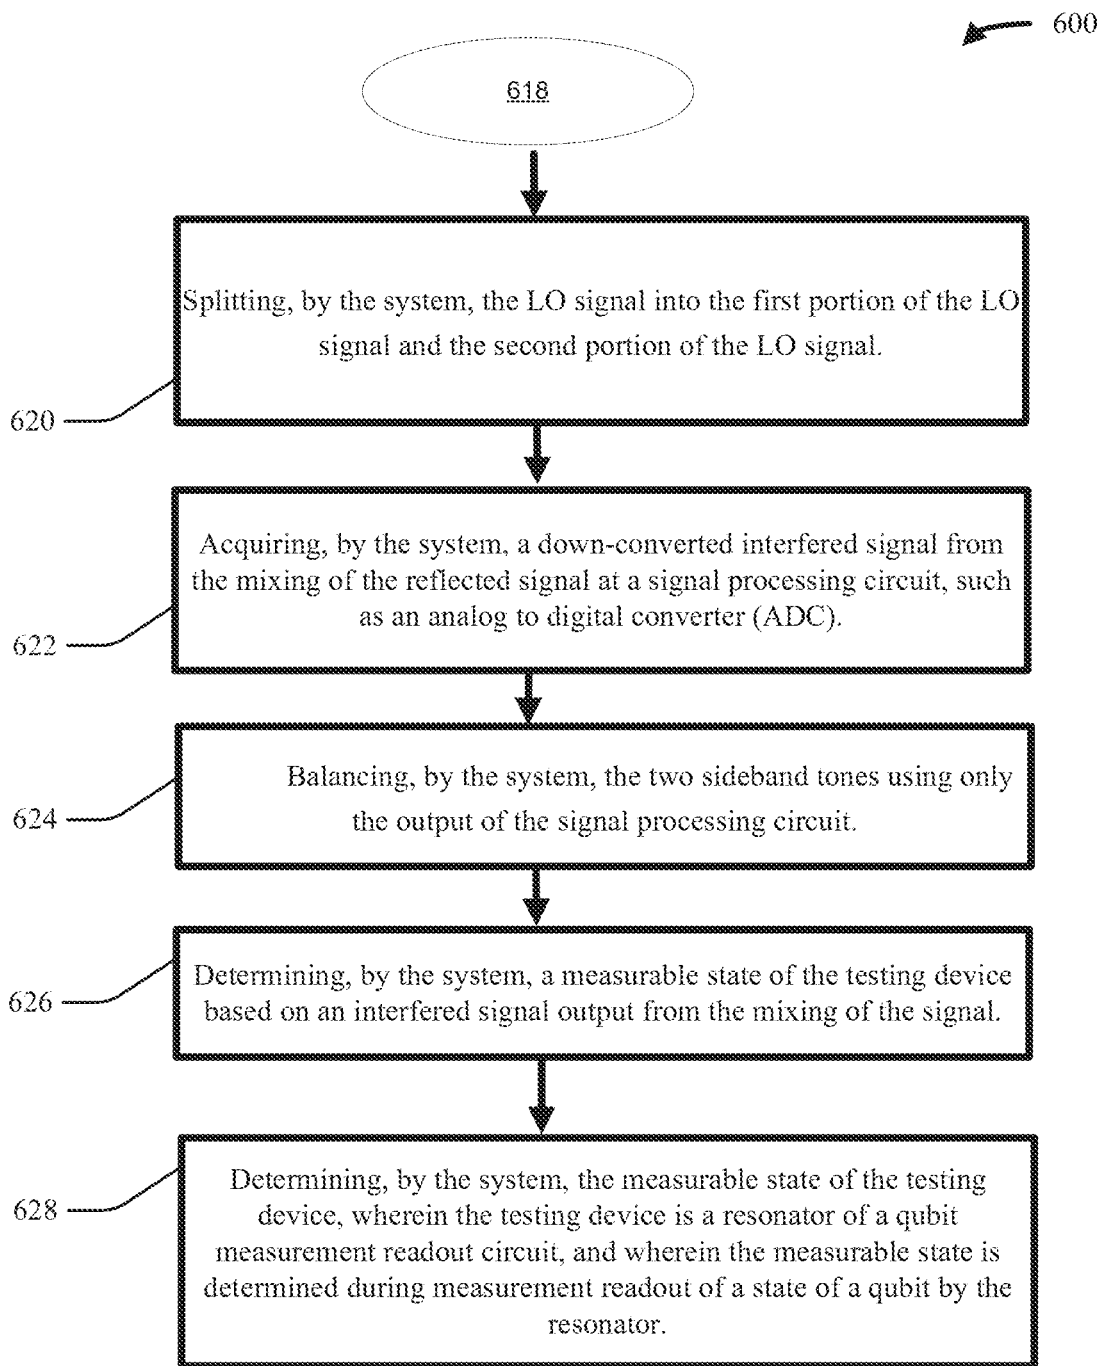 600
618
Splitting, by the system, the LO signal into the first portion of the LO
signal and the second portion of the LO signal.
620
Acquiring, by the system, a down-converted interfered signal from
the mixing of the reflected signal at a signal processing circuit, such
as an analog to digital converter (ADC).
622
Balancing, by the system, the two sideband tones using only
the output of the signal processing circuit.
624
Determining, by the system, a measurable state of the testing device
based on an interfered signal output from the mixing of the signal.
626
Determining, by the system, the measurable state of the testing
device, wherein the testing device is a resonator of a qubit
measurement readout circuit, and wherein the measurable state is
determined during measurement readout of a state of a qubit by the
resonator.
628